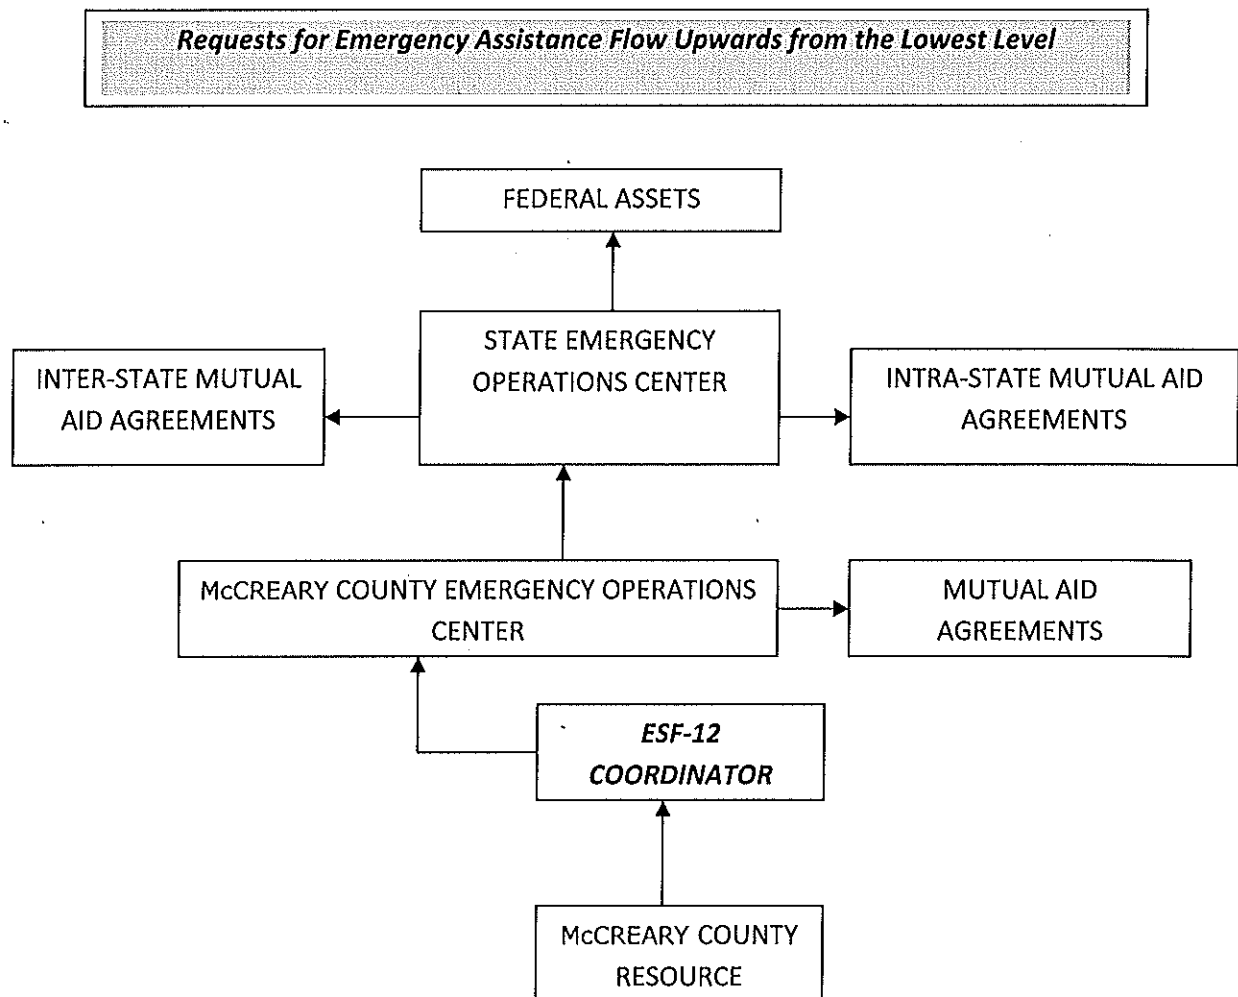 Requests for Emergency Assistance Flow Upwards from the Lowest Level
FEDERAL ASSETS
STATE EMERGENCY
OPERATIONS CENTER
INTER-STATE MUTUAL
AID AGREEMENTS
INTRA-STATE MUTUAL AID
AGREEMENTS
McCREARY COUNTY EMERGENCY OPERATIONS
CENTER
MUTUAL AID
AGREEMENTS
ESF-12
COORDINATOR
McCREARY COUNTY
RESOURCE